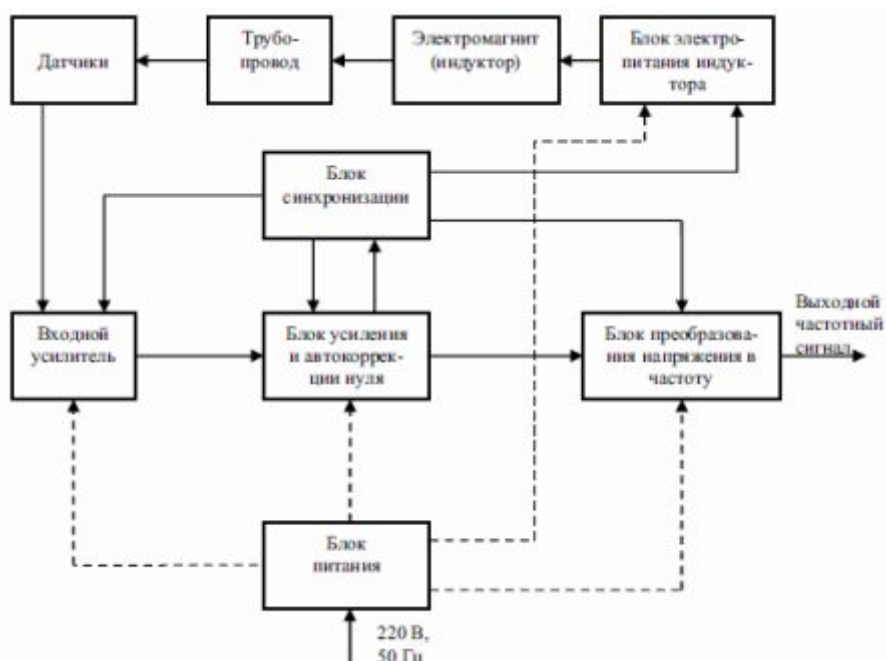 Датчики
Трубо-
провод
Электромагнит
(индуктор)
Блок электро-
питания индук-
тора
Блок
синхронизации
Входной
усилитель
Блок усиления
и автокоррек-
ции нуля
Блок преобразова-
ния напряжения в
частоту
Выходной
частотный
сигнал
Блок
питания
220 В,
50 Гц